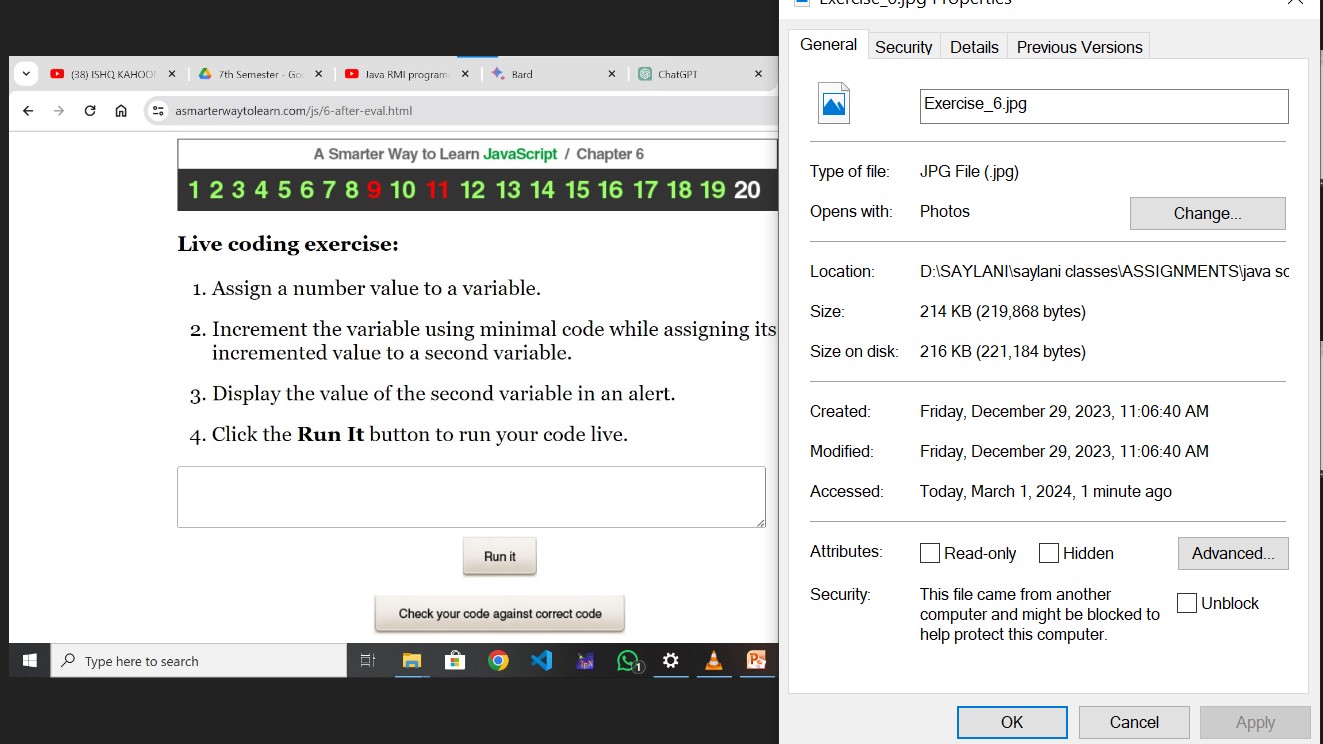 (38) ISHQ KAHOO
7th Semester - Go
Java RMI program
Bard
ChatGPT
asmarterwaytolearn.com/js/6-after-eval.html
A Smarter Way to Learn JavaScript / Chapter 6
1 2 3 4 5 6 7 8 9 10 11 12 13 14 15 16 17 18 19 20
Live coding exercise:
1. Assign a number value to a variable.
2. Increment the variable using minimal code while assigning its
incremented value to a second variable.
3. Display the value of the second variable in an alert.
4. Click the Run It button to run your code live.
Run it
Check your code against correct code
Type here to search
1
Exercise_6.jpg Properties
General
Security
Details
Previous Versions
Exercise_6.jpg
Type of file: JPG File (.jpg)
Opens with: Photos
Change...
Location: D:\SAYLANI\saylani classes\ASSIGNMENTS\java sc
Size: 214 KB (219,868 bytes)
Size on disk: 216 KB (221,184 bytes)
Created: Friday, December 29, 2023, 11:06:40 AM
Modified: Friday, December 29, 2023, 11:06:40 AM
Accessed: Today, March 1, 2024, 1 minute ago
Attributes: Read-only Hidden Advanced...
Security: This file came from another
computer and might be blocked to
help protect this computer.
Unblock
OK
Cancel
Apply